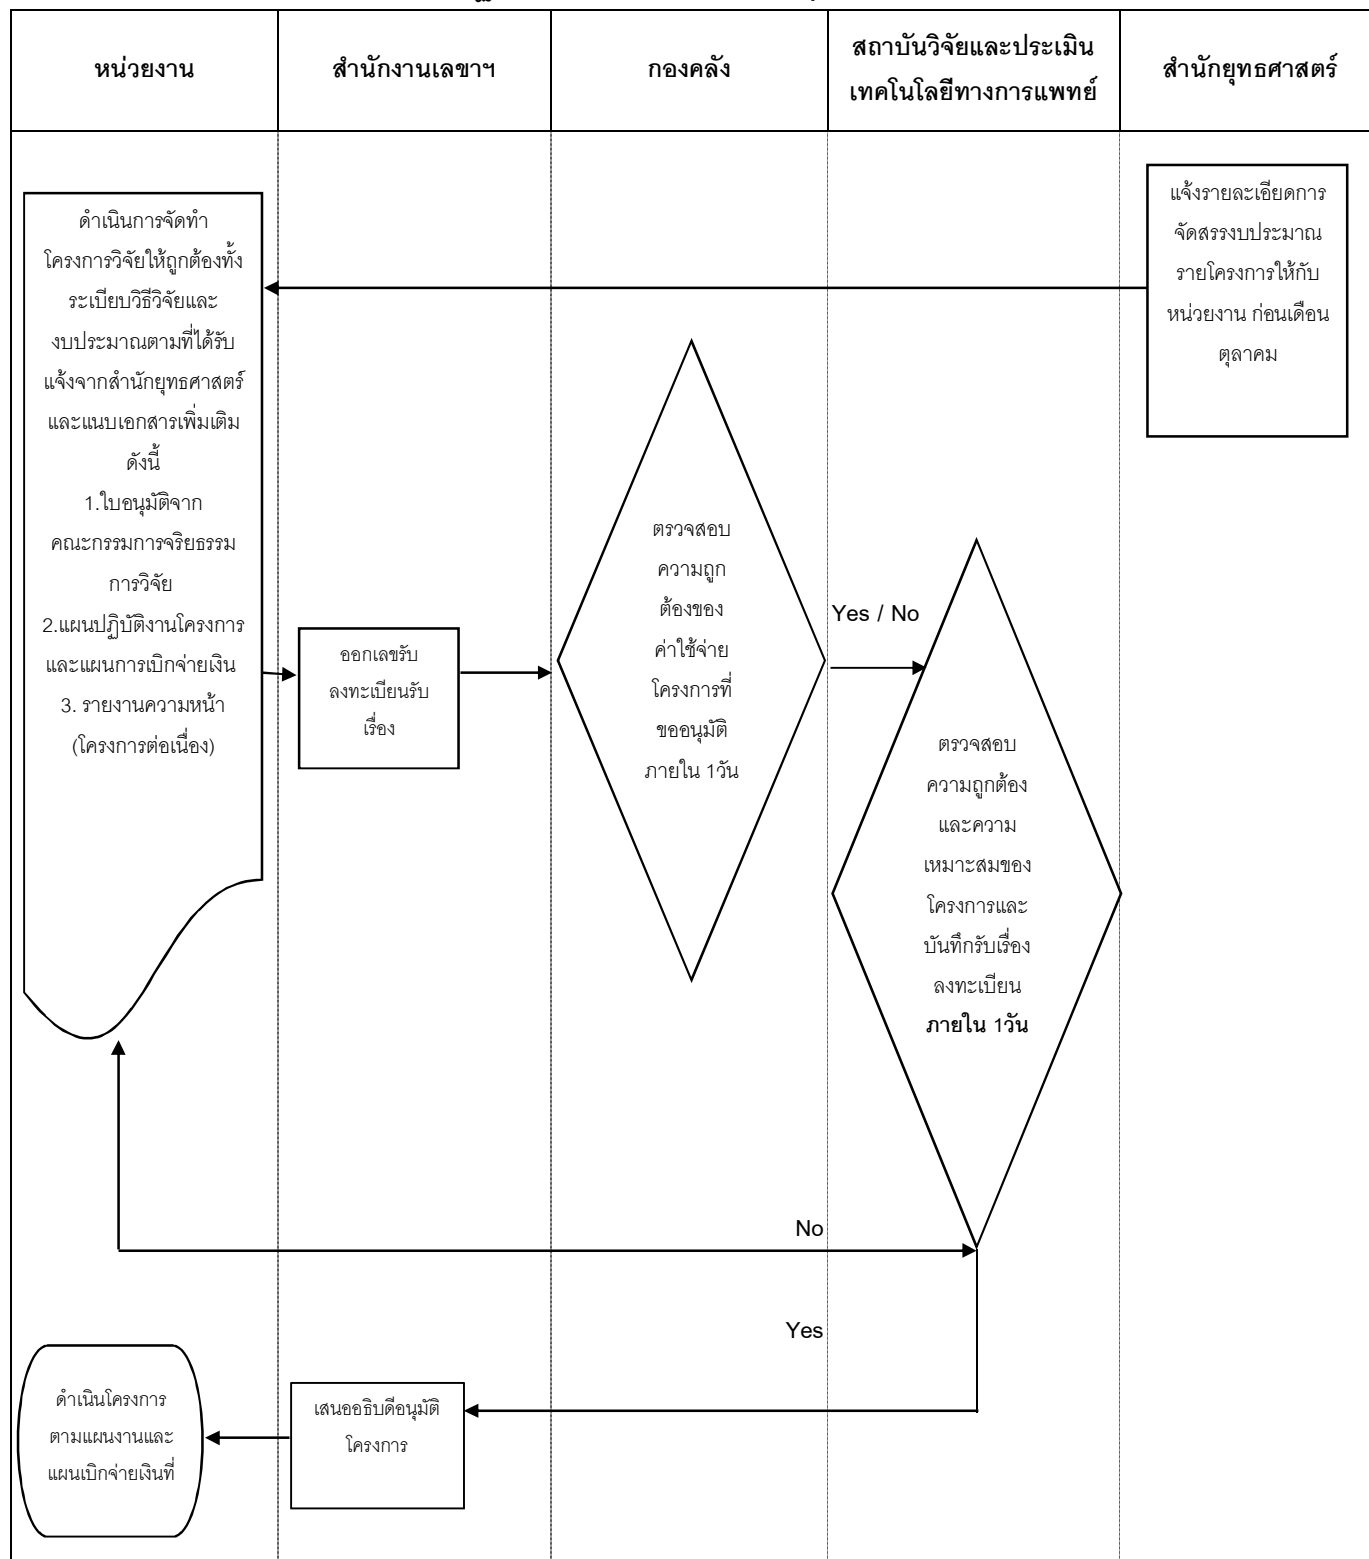 หน่วยงาน
สำนักงานเลขาฯ
กองคลัง
สถาบันวิจัยและประเมิน
เทคโนโลยีทางการแพทย์
สำนักยุทธศาสตร์
แจ้งรายละเอียดการ
จัดสรรงบประมาณ
รายโครงการให้กับ
หน่วยงาน ก่อนเดือน
ตุลาคม
ดำเนินการจัดทำ
โครงการวิจัยให้ถูกต้องทั้ง
ระเบียบวิธีวิจัยและ
งบประมาณตามที่ได้รับ
แจ้งจากสำนักยุทธศาสตร์
และแนบเอกสารเพิ่มเติม
ดังนี้
1.ใบอนุมัติจาก
คณะกรรมการจริยธรรม
การวิจัย
2.แผนปฏิบัติงานโครงการ
และแผนการเบิกจ่ายเงิน
3. รายงานความหน้า
(โครงการต่อเนื่อง)
ออกเลขรับ
ลงทะเบียนรับ
เรื่อง
ตรวจสอบ
ความถูก
ต้องของ
ค่าใช้จ่าย
โครงการที่
ขออนุมัติ
ภายใน 1วัน
Yes / No
ตรวจสอบ
ความถูกต้อง
และความ
เหมาะสมของ
โครงการและ
บันทึกรับเรื่อง
ลงทะเบียน
ภายใน 1วัน
No
Yes
เสนออธิบดีอนุมัติ
โครงการ
ดำเนินโครงการ
ตามแผนงานและ
แผนเบิกจ่ายเงินที่